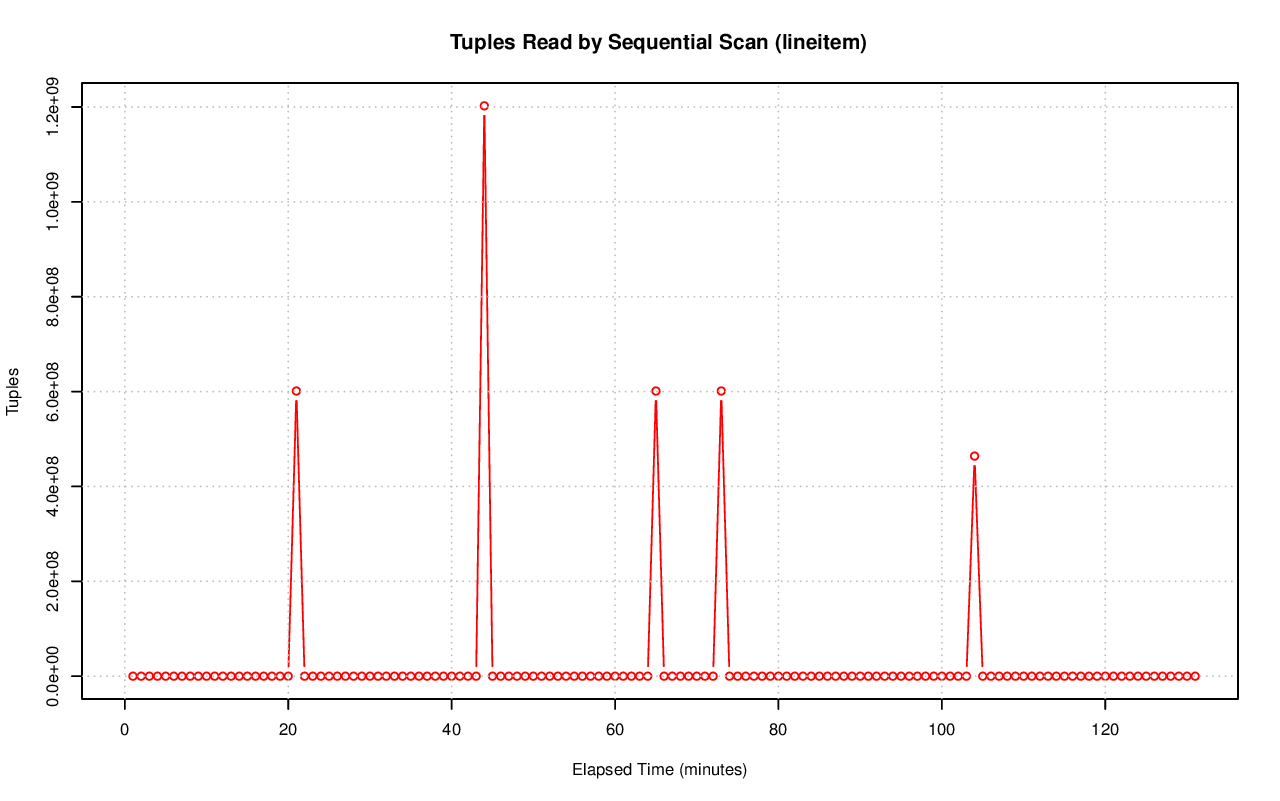 Tuples Read by Sequential Scan (lineitem)
Tuples
1.2e+09
1.0e+09
8.0e+08
6.0e+08
4.0e+08
2.0e+08
0.0e+00
0 20 40 60 80 100 120
Elapsed Time (minutes)